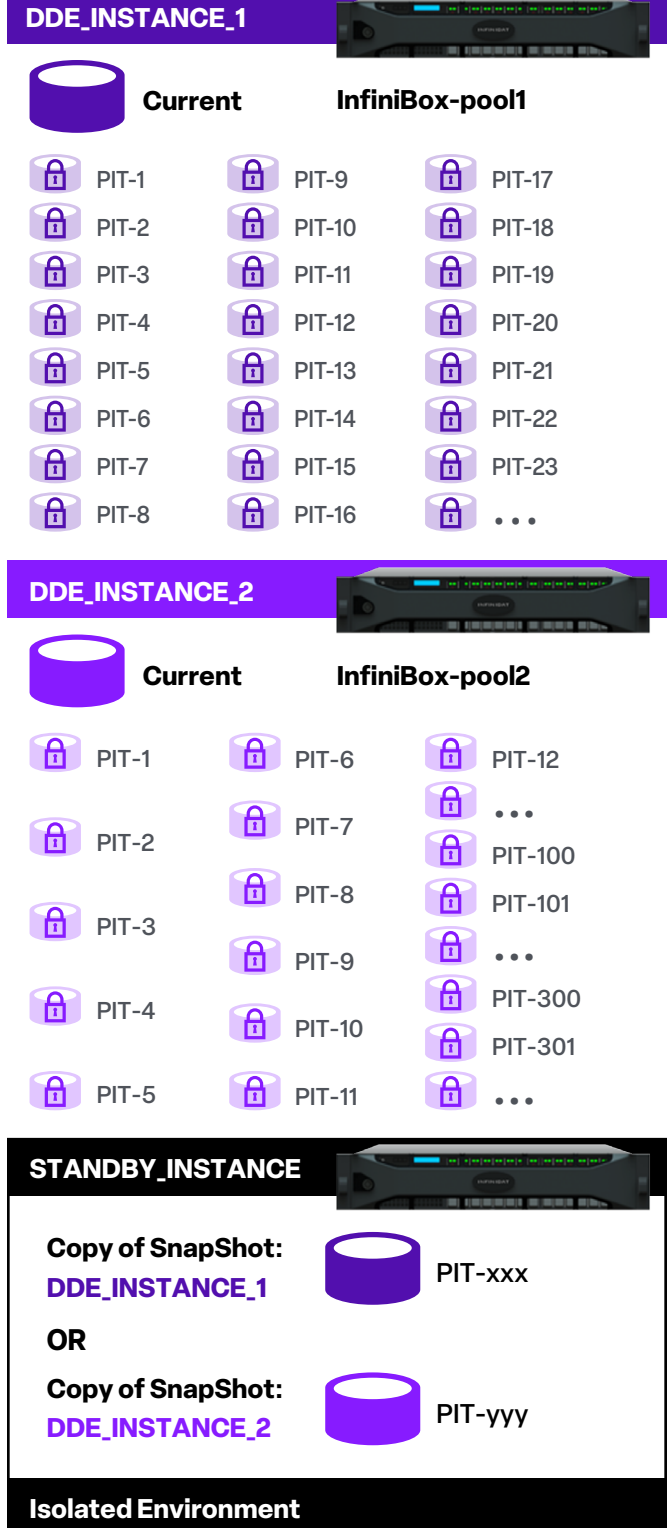 DDE_INSTANCE_1
INFINIDAT
Current
InfiniBox-pool1
PIT-1
PIT-2
PIT-3
PIT-4
PIT-5
PIT-6
PIT-7
PIT-8
PIT-9
PIT-10
PIT-11
PIT-12
PIT-13
PIT-14
PIT-15
PIT-16
PIT-17
PIT-18
PIT-19
PIT-20
PIT-21
PIT-22
PIT-23
...
DDE_INSTANCE_2
INFINIDAT
Current
InfiniBox-pool2
PIT-1
PIT-2
PIT-3
PIT-4
PIT-5
PIT-6
PIT-7
PIT-8
PIT-9
PIT-10
PIT-11
PIT-12
...
PIT-100
PIT-101
...
PIT-300
PIT-301
...
STANDBY_INSTANCE
INFINIDAT
Copy of SnapShot:
DDE_INSTANCE_1
PIT-xxx
OR
Copy of SnapShot:
DDE_INSTANCE_2
PIT-yyy
Isolated Environment